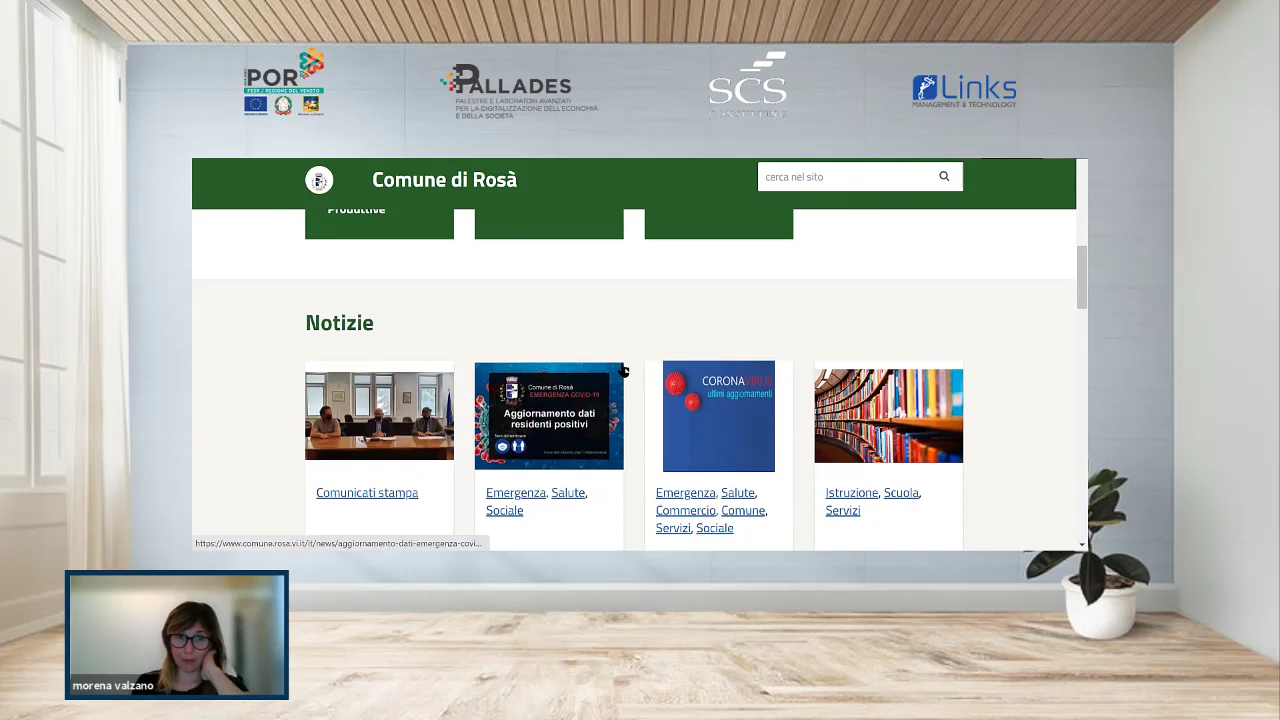 POR
FESR / REGIONE DEL VENETO
PALLADES
PALESTRE E LABORATORI AVANZATI
PER LA DIGITALIZZAZIONE DELL'ECONOMIA
E DELLA SOCIETÀ
SCS
CONSULTING
Links
MANAGEMENT & TECHNOLOGY
Comune di Rosà
cerca nel sito
Produttive
Notizie
Comune di Rosà
EMERGENZA COVID-19
Aggiornamento dati
residenti positivi
Non dimenticare
CORONAVIRUS
ultimi aggiornamenti
Comunicati stampa
Emergenza, Salute,
Sociale
Emergenza, Salute,
Commercio, Comune,
Servizi, Sociale
Istruzione, Scuola,
Servizi
https://www.comune.rosa.vi.it/it/news/aggiornamento-dati-emergenza-covi...
morena valzano